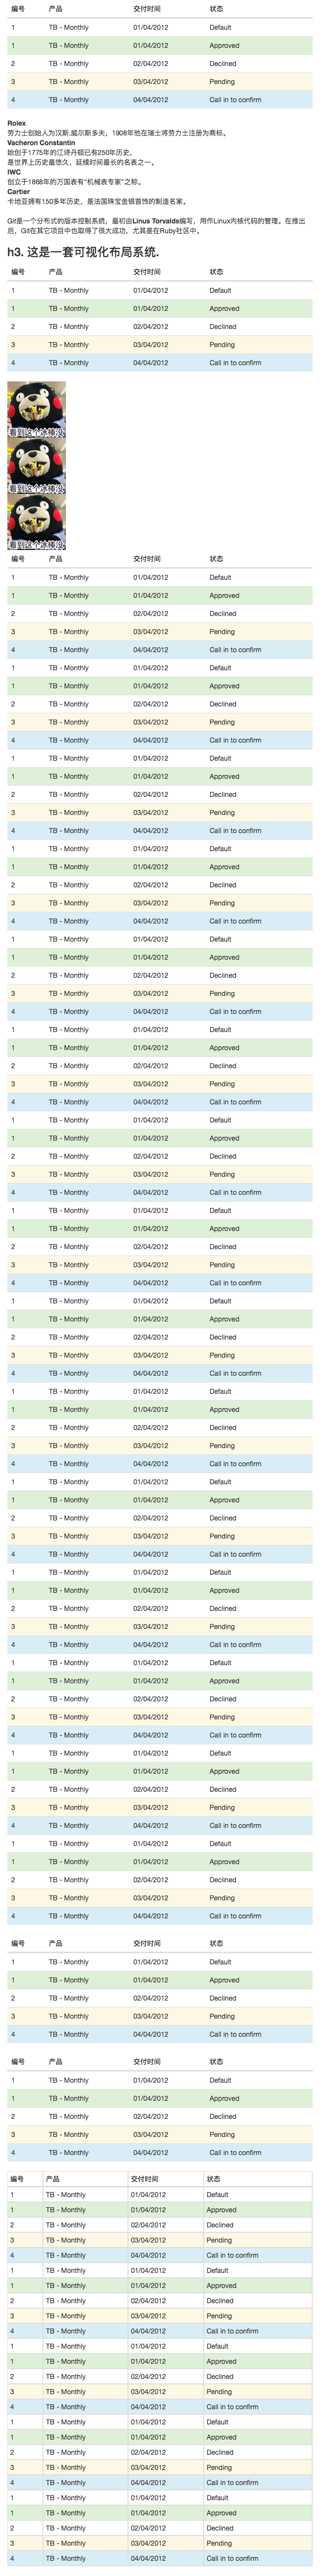 编号 产品 交付时间 状态
1 TB - Monthly 01/04/2012 Default
1 TB - Monthly 01/04/2012 Approved
2 TB - Monthly 02/04/2012 Declined
3 TB - Monthly 03/04/2012 Pending
4 TB - Monthly 04/04/2012 Call in to confirm
Rolex
劳力士创始人为汉斯.威尔斯多夫，1908年他在瑞士将劳力士注册为商标。
Vacheron Constantin
始创于1775年的江诗丹顿已有250年历史，
是世界上历史最悠久、延续时间最长的名表之一。
IWC
创立于1868年的万国表有“机械表专家”之称。
Cartier
卡地亚拥有150多年历史，是法国珠宝金银首饰的制造名家。
Git是一个分布式的版本控制系统，最初由Linus Torvalds编写，用作Linux内核代码的管理。在推出
后，Git在其它项目中也取得了很大成功，尤其是在Ruby社区中。
h3. 这是一套可视化布局系统.
编号 产品 交付时间 状态
1 TB - Monthly 01/04/2012 Default
1 TB - Monthly 01/04/2012 Approved
2 TB - Monthly 02/04/2012 Declined
3 TB - Monthly 03/04/2012 Pending
4 TB - Monthly 04/04/2012 Call in to confirm
看到这个冰棒没
看到这个冰棒没
看到这个冰棒没
编号 产品 交付时间 状态
1 TB - Monthly 01/04/2012 Default
1 TB - Monthly 01/04/2012 Approved
2 TB - Monthly 02/04/2012 Declined
3 TB - Monthly 03/04/2012 Pending
4 TB - Monthly 04/04/2012 Call in to confirm
1 TB - Monthly 01/04/2012 Default
1 TB - Monthly 01/04/2012 Approved
2 TB - Monthly 02/04/2012 Declined
3 TB - Monthly 03/04/2012 Pending
4 TB - Monthly 04/04/2012 Call in to confirm
1 TB - Monthly 01/04/2012 Default
1 TB - Monthly 01/04/2012 Approved
2 TB - Monthly 02/04/2012 Declined
3 TB - Monthly 03/04/2012 Pending
4 TB - Monthly 04/04/2012 Call in to confirm
1 TB - Monthly 01/04/2012 Default
1 TB - Monthly 01/04/2012 Approved
2 TB - Monthly 02/04/2012 Declined
3 TB - Monthly 03/04/2012 Pending
4 TB - Monthly 04/04/2012 Call in to confirm
1 TB - Monthly 01/04/2012 Default
1 TB - Monthly 01/04/2012 Approved
2 TB - Monthly 02/04/2012 Declined
3 TB - Monthly 03/04/2012 Pending
4 TB - Monthly 04/04/2012 Call in to confirm
1 TB - Monthly 01/04/2012 Default
1 TB - Monthly 01/04/2012 Approved
2 TB - Monthly 02/04/2012 Declined
3 TB - Monthly 03/04/2012 Pending
4 TB - Monthly 04/04/2012 Call in to confirm
1 TB - Monthly 01/04/2012 Default
1 TB - Monthly 01/04/2012 Approved
2 TB - Monthly 02/04/2012 Declined
3 TB - Monthly 03/04/2012 Pending
4 TB - Monthly 04/04/2012 Call in to confirm
1 TB - Monthly 01/04/2012 Default
1 TB - Monthly 01/04/2012 Approved
2 TB - Monthly 02/04/2012 Declined
3 TB - Monthly 03/04/2012 Pending
4 TB - Monthly 04/04/2012 Call in to confirm
1 TB - Monthly 01/04/2012 Default
1 TB - Monthly 01/04/2012 Approved
2 TB - Monthly 02/04/2012 Declined
3 TB - Monthly 03/04/2012 Pending
4 TB - Monthly 04/04/2012 Call in to confirm
1 TB - Monthly 01/04/2012 Default
1 TB - Monthly 01/04/2012 Approved
2 TB - Monthly 02/04/2012 Declined
3 TB - Monthly 03/04/2012 Pending
4 TB - Monthly 04/04/2012 Call in to confirm
1 TB - Monthly 01/04/2012 Default
1 TB - Monthly 01/04/2012 Approved
2 TB - Monthly 02/04/2012 Declined
3 TB - Monthly 03/04/2012 Pending
4 TB - Monthly 04/04/2012 Call in to confirm
1 TB - Monthly 01/04/2012 Default
1 TB - Monthly 01/04/2012 Approved
2 TB - Monthly 02/04/2012 Declined
3 TB - Monthly 03/04/2012 Pending
4 TB - Monthly 04/04/2012 Call in to confirm
1 TB - Monthly 01/04/2012 Default
1 TB - Monthly 01/04/2012 Approved
2 TB - Monthly 02/04/2012 Declined
3 TB - Monthly 03/04/2012 Pending
4 TB - Monthly 04/04/2012 Call in to confirm
1 TB - Monthly 01/04/2012 Default
1 TB - Monthly 01/04/2012 Approved
2 TB - Monthly 02/04/2012 Declined
3 TB - Monthly 03/04/2012 Pending
4 TB - Monthly 04/04/2012 Call in to confirm
1 TB - Monthly 01/04/2012 Default
1 TB - Monthly 01/04/2012 Approved
2 TB - Monthly 02/04/2012 Declined
3 TB - Monthly 03/04/2012 Pending
4 TB - Monthly 04/04/2012 Call in to confirm
编号 产品 交付时间 状态
1 TB - Monthly 01/04/2012 Default
1 TB - Monthly 01/04/2012 Approved
2 TB - Monthly 02/04/2012 Declined
3 TB - Monthly 03/04/2012 Pending
4 TB - Monthly 04/04/2012 Call in to confirm
编号 产品 交付时间 状态
1 TB - Monthly 01/04/2012 Default
1 TB - Monthly 01/04/2012 Approved
2 TB - Monthly 02/04/2012 Declined
3 TB - Monthly 03/04/2012 Pending
4 TB - Monthly 04/04/2012 Call in to confirm
编号 产品 交付时间 状态
1 TB - Monthly 01/04/2012 Default
1 TB - Monthly 01/04/2012 Approved
2 TB - Monthly 02/04/2012 Declined
3 TB - Monthly 03/04/2012 Pending
4 TB - Monthly 04/04/2012 Call in to confirm
1 TB - Monthly 01/04/2012 Default
1 TB - Monthly 01/04/2012 Approved
2 TB - Monthly 02/04/2012 Declined
3 TB - Monthly 03/04/2012 Pending
4 TB - Monthly 04/04/2012 Call in to confirm
1 TB - Monthly 01/04/2012 Default
1 TB - Monthly 01/04/2012 Approved
2 TB - Monthly 02/04/2012 Declined
3 TB - Monthly 03/04/2012 Pending
4 TB - Monthly 04/04/2012 Call in to confirm
1 TB - Monthly 01/04/2012 Default
1 TB - Monthly 01/04/2012 Approved
2 TB - Monthly 02/04/2012 Declined
3 TB - Monthly 03/04/2012 Pending
4 TB - Monthly 04/04/2012 Call in to confirm
1 TB - Monthly 01/04/2012 Default
1 TB - Monthly 01/04/2012 Approved
2 TB - Monthly 02/04/2012 Declined
3 TB - Monthly 03/04/2012 Pending
4 TB - Monthly 04/04/2012 Call in to confirm